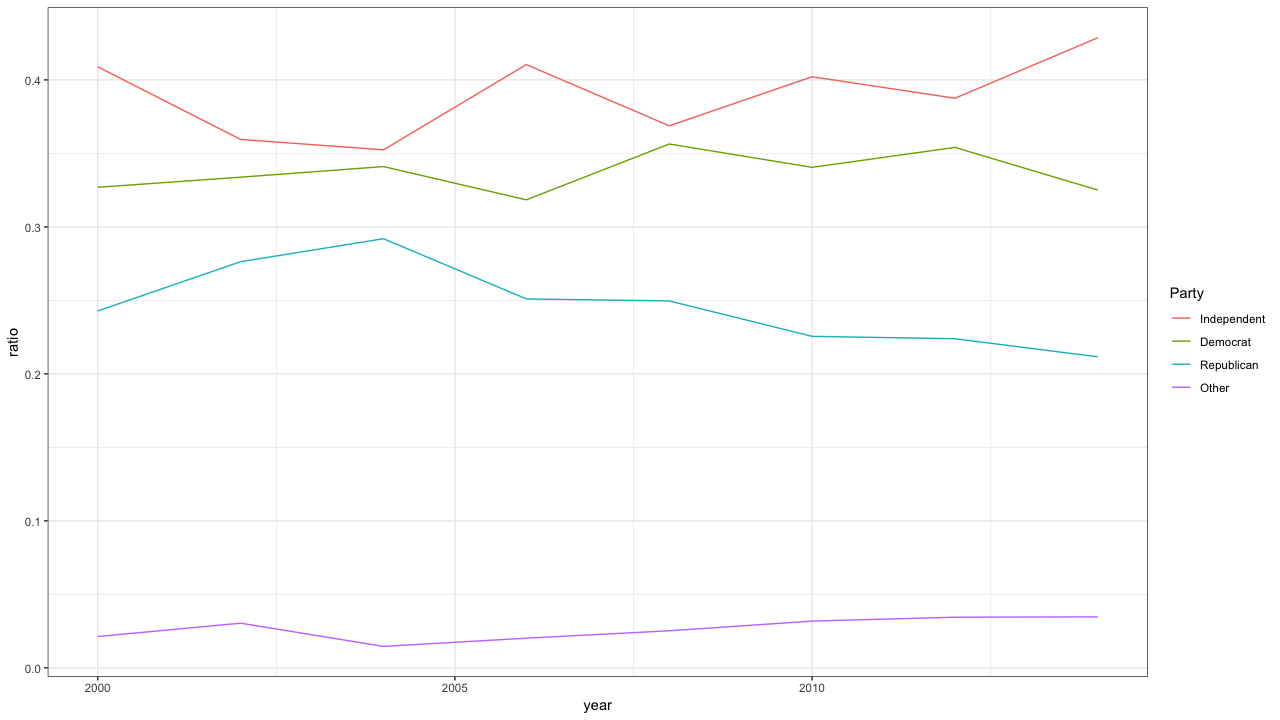 0.4
0.3
0.2
0.1
0.0
ratio
2000 2005 2010
year
Party
Independent
Democrat
Republican
Other